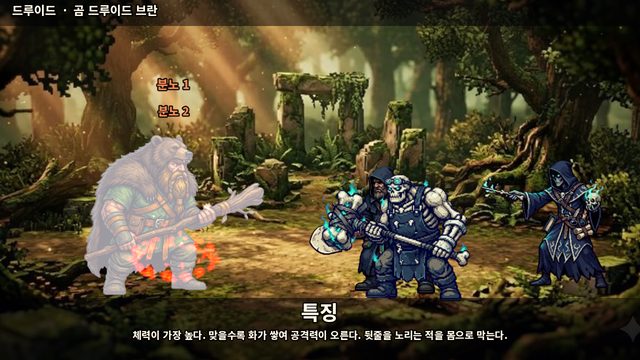 드루이드 · 곰 드루이드 브란
분노 1
분노 2
특징
체력이 가장 높다. 맞을수록 화가 쌓여 공격력이 오른다. 뒷줄을 노리는 적을 몸으로 막는다.